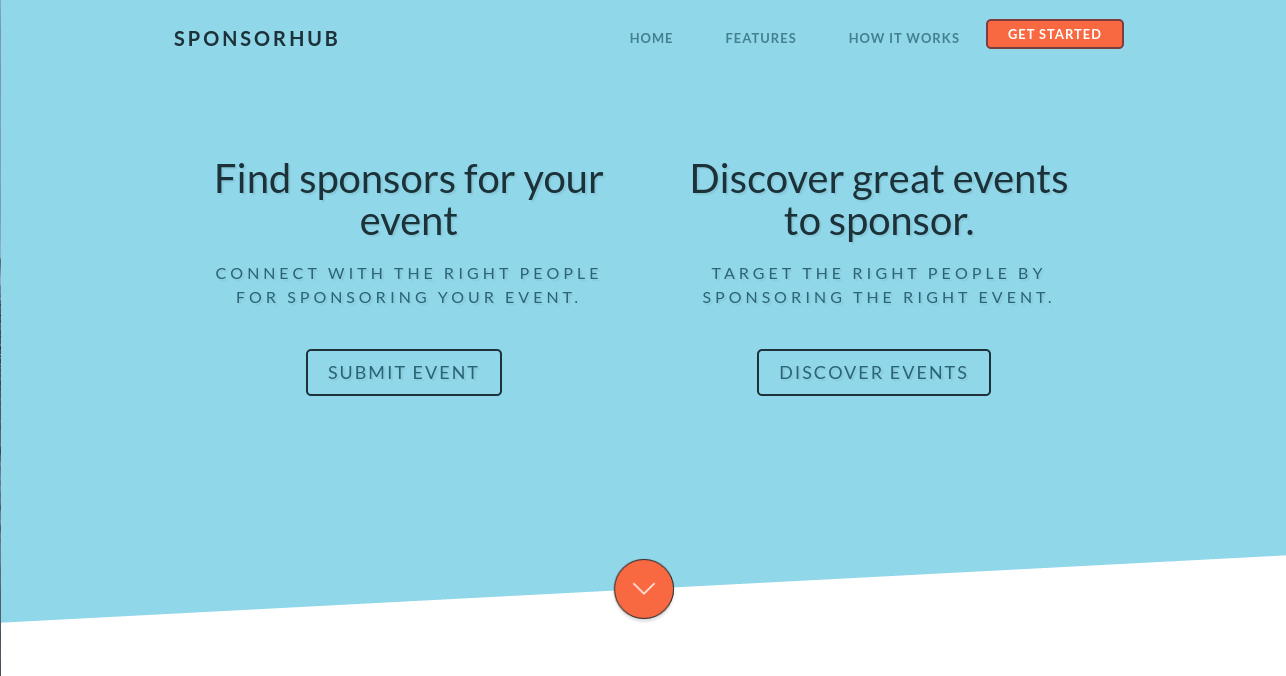 SPONSORHUB
HOME
FEATURES
HOW IT WORKS
GET STARTED
Find sponsors for your
event
CONNECT WITH THE RIGHT PEOPLE
FOR SPONSORING YOUR EVENT.
SUBMIT EVENT
Discover great events
to sponsor.
TARGET THE RIGHT PEOPLE BY
SPONSORING THE RIGHT EVENT.
DISCOVER EVENTS